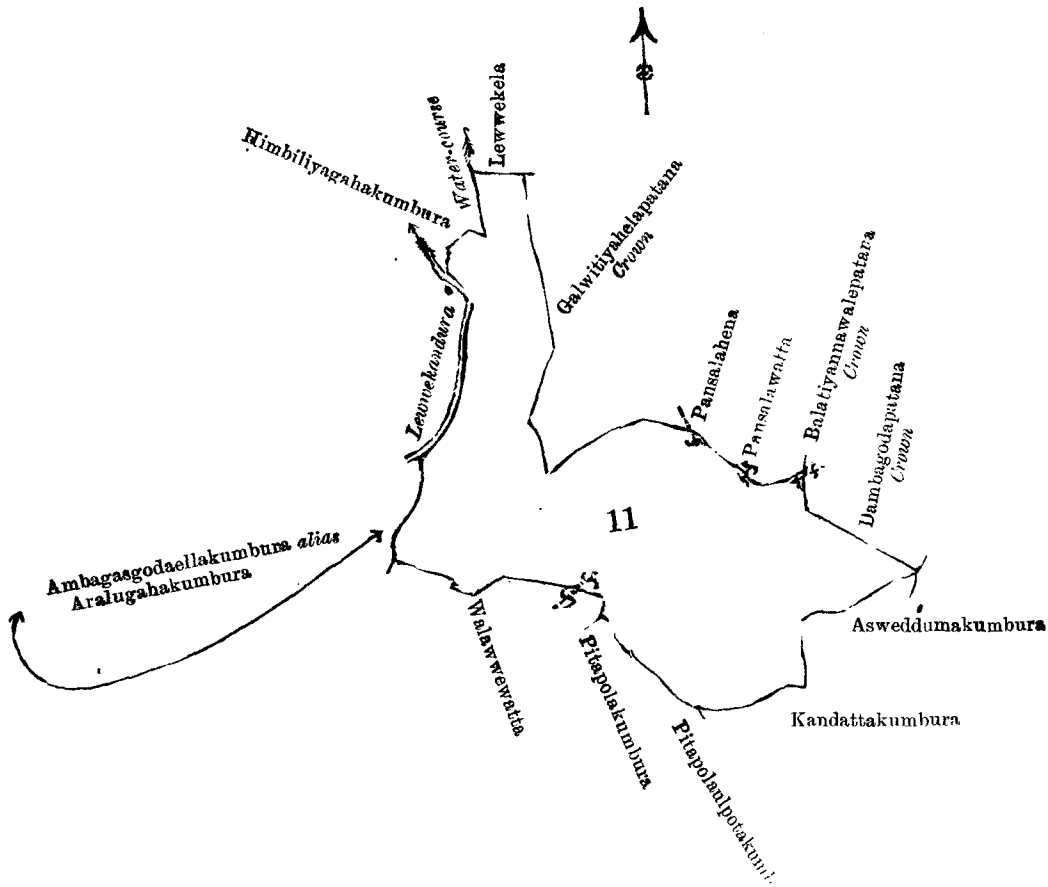 Lewwekela
Water-course
Himbiliyagahakumbura
Galwitiyahelapatana
Crown
Lewwekandura
Pansalahena
Pansalawatta
Balatiyannawalepatana
Crown
Dambagodapatana
Crown
11
Ambagasgodaellakumbura alias
Aralugahakumbura
Walawwewatta
Pitapolakumbura
Asweddumakumbura
Kandattakumbura